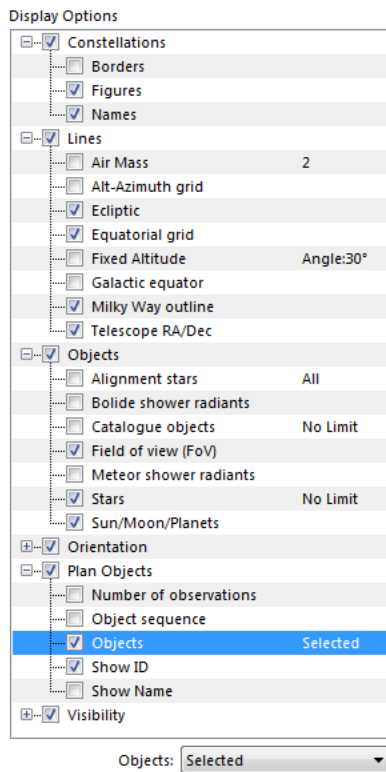 Display Options
Constellations
Borders
Figures
Names
Lines
Air Mass 2
Alt-Azimuth grid
Ecliptic
Equatorial grid
Fixed Altitude Angle:30°
Galactic equator
Milky Way outline
Telescope RA/Dec
Objects
Alignment stars All
Bolide shower radiants
Catalogue objects No Limit
Field of view (FoV)
Meteor shower radiants
Stars No Limit
Sun/Moon/Planets
Orientation
Plan Objects
Number of observations
Object sequence
Objects Selected
Show ID
Show Name
Visibility
Objects: Selected